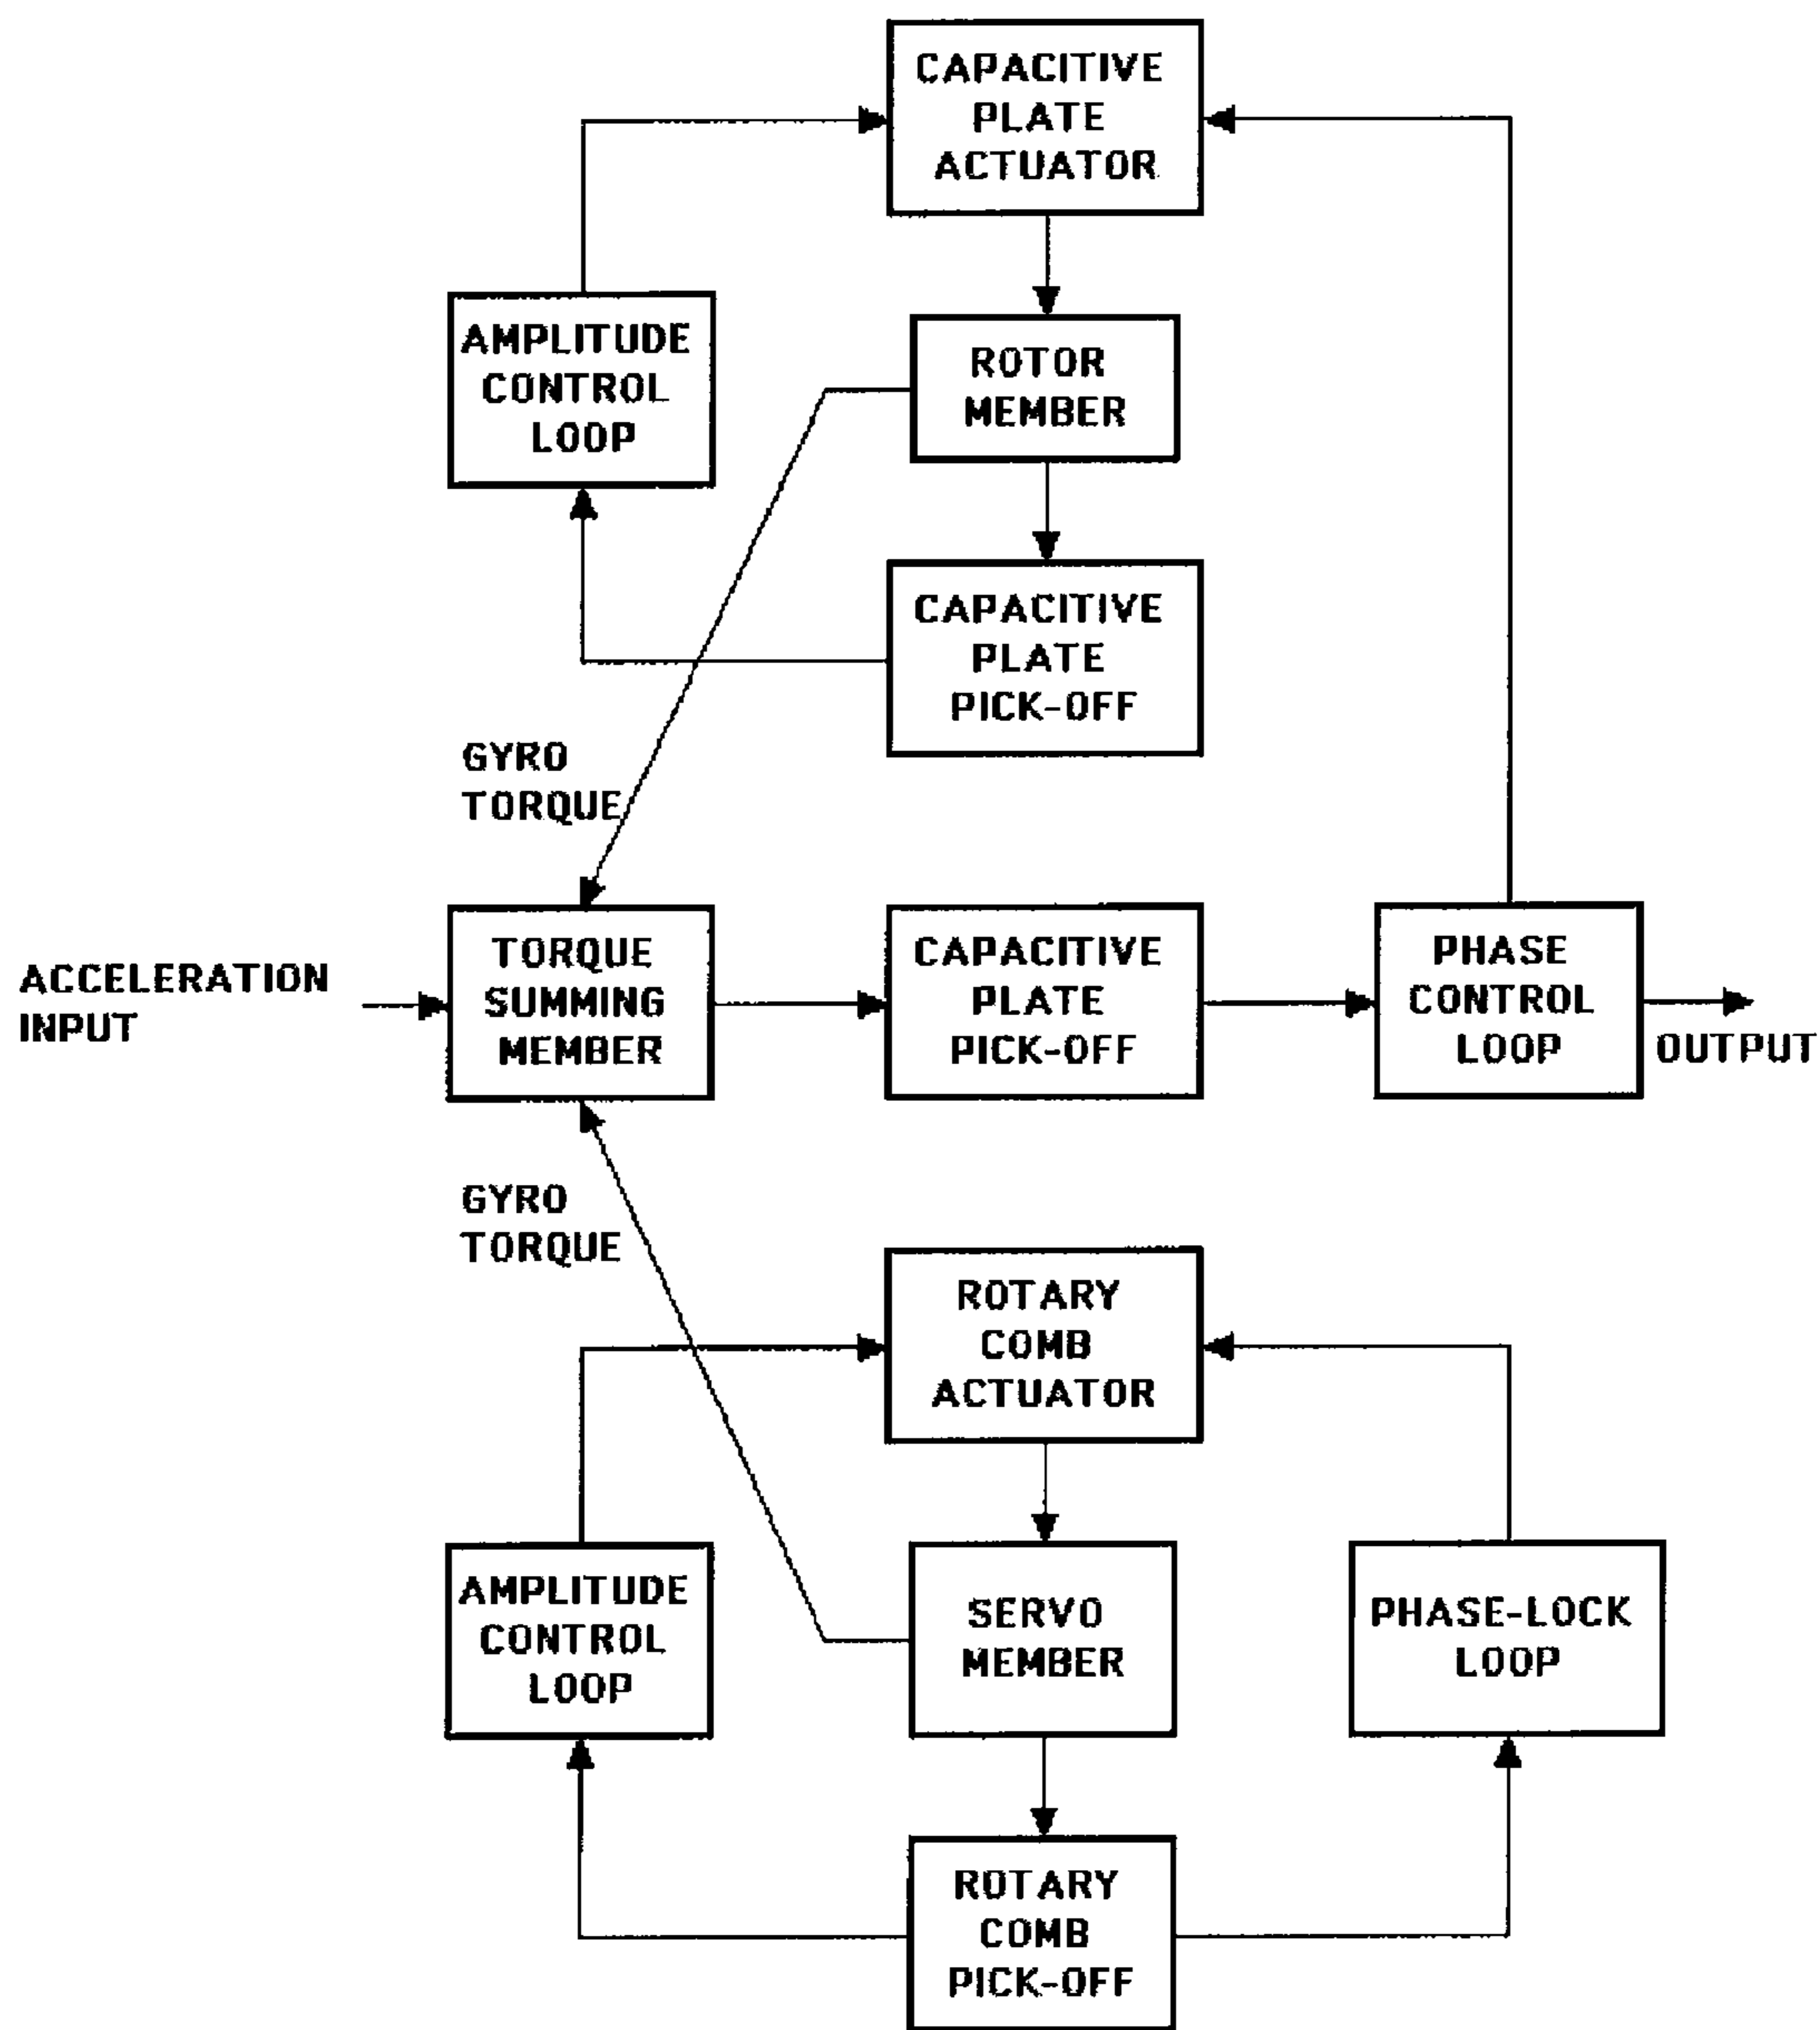 CAPACITIVE
PLATE
ACTUATOR
AMPLITUDE
CONTROL
LOOP
ROTOR
MEMBER
CAPACITIVE
PLATE
PICK-OFF
GYRO
TORQUE
ACCELERATION
INPUT
TORQUE
SUMMING
MEMBER
CAPACITIVE
PLATE
PICK-OFF
PHASE
CONTROL
LOOP
OUTPUT
GYRO
TORQUE
ROTARY
COMB
ACTUATOR
AMPLITUDE
CONTROL
LOOP
SERVO
MEMBER
PHASE-LOCK
LOOP
ROTARY
COMB
PICK-OFF